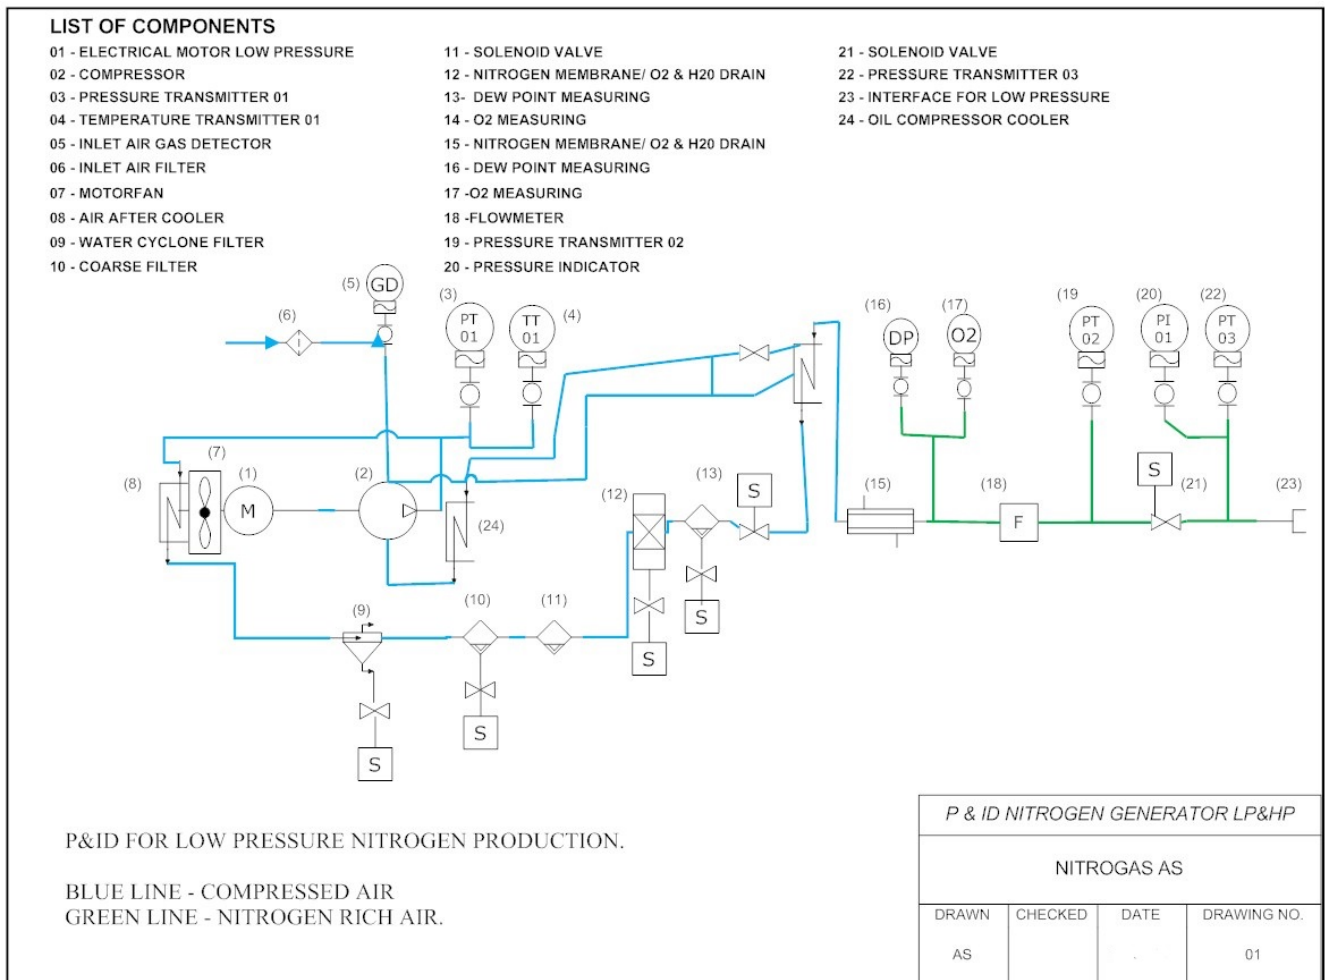 LIST OF COMPONENTS
01 - ELECTRICAL MOTOR LOW PRESSURE
02 - COMPRESSOR
03 - PRESSURE TRANSMITTER 01
04 - TEMPERATURE TRANSMITTER 01
05 - INLET AIR GAS DETECTOR
06 - INLET AIR FILTER
07 - MOTORFAN
08 - AIR AFTER COOLER
09 - WATER CYCLONE FILTER
10 - COARSE FILTER
11 - SOLENOID VALVE
12 - NITROGEN MEMBRANE/ O2 & H20 DRAIN
13- DEW POINT MEASURING
14 - O2 MEASURING
15 - NITROGEN MEMBRANE/ O2 & H20 DRAIN
16 - DEW POINT MEASURING
17 -O2 MEASURING
18 -FLOWMETER
19 - PRESSURE TRANSMITTER 02
20 - PRESSURE INDICATOR
21 - SOLENOID VALVE
22 - PRESSURE TRANSMITTER 03
23 - INTERFACE FOR LOW PRESSURE
24 - OIL COMPRESSOR COOLER
(5)
GD
(6)
(3)
PT
01
TT
01
(4)
(16)
DP
(17)
O2
(19)
PT
02
(20)
PI
01
(22)
PT
03
(8)
(7)
(1)
M
(2)
(24)
(12)
(13)
S
(15)
(18)
F
S
(21)
(23)
(9)
(10)
(11)
S
S
S
S
P&ID FOR LOW PRESSURE NITROGEN PRODUCTION.
BLUE LINE - COMPRESSED AIR
GREEN LINE - NITROGEN RICH AIR.
P & ID NITROGEN GENERATOR LP&HP
NITROGAS AS
DRAWN CHECKED DATE DRAWING NO.
AS 01